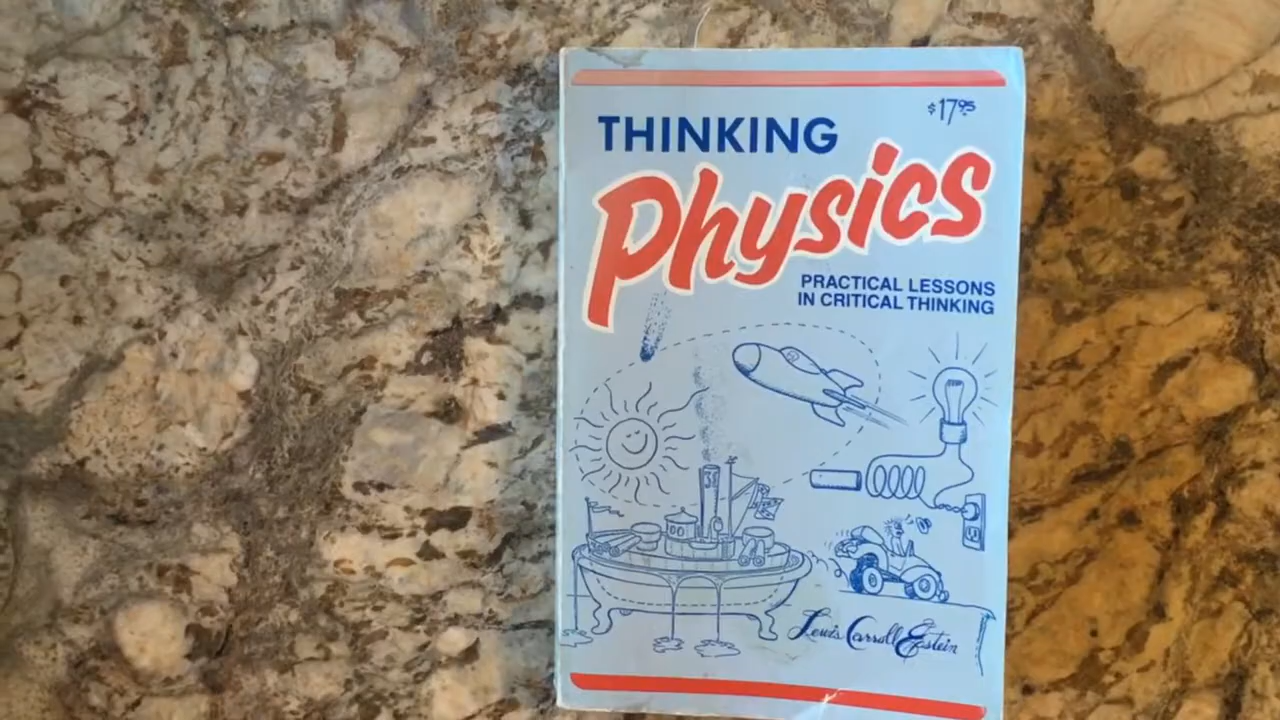 $17.95
THINKING
Physics
PRACTICAL LESSONS
IN CRITICAL THINKING
Lewis Carroll Epstein